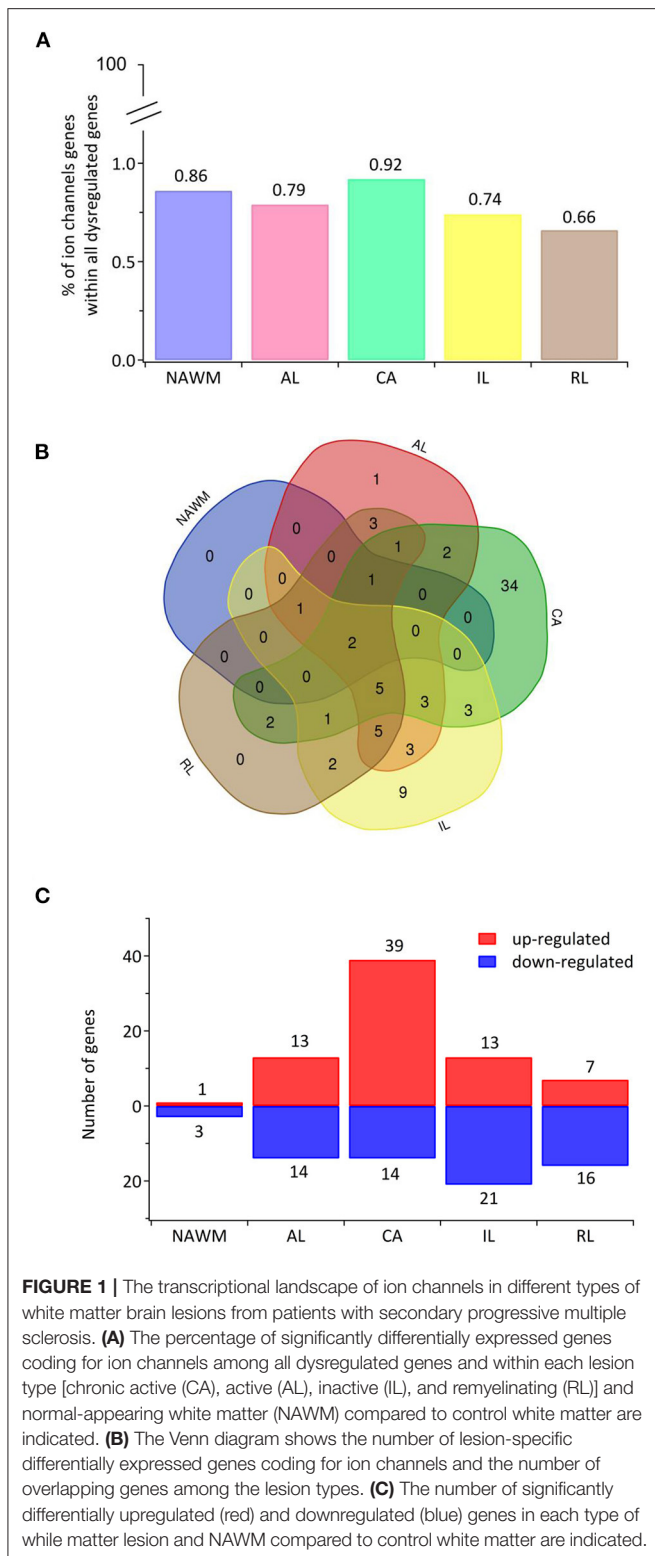 A
100
1.0
0.5
0.0
% of ion channels genes
within all dysregulated genes
0.86
0.79
0.92
0.74
0.66
NAWM AL CA IL RL
B
NAWM
AL
CA
IL
RL
1
0 3
0 0 1 2 34
0 0 1 0 0
0 1 0 0
0 2
0 0 5 3 3
0 2 1 5 3
0 2 9
C
Number of genes
40
20
0
20
up-regulated
down-regulated
39
13 13
1 7
3
14 14 21 16
NAWM AL CA IL RL
FIGURE 1 | The transcriptional landscape of ion channels in different types of
white matter brain lesions from patients with secondary progressive multiple
sclerosis. (A) The percentage of significantly differentially expressed genes
coding for ion channels among all dysregulated genes and within each lesion
type [chronic active (CA), active (AL), inactive (IL), and remyelinating (RL)] and
normal-appearing white matter (NAWM) compared to control white matter are
indicated. (B) The Venn diagram shows the number of lesion-specific
differentially expressed genes coding for ion channels and the number of
overlapping genes among the lesion types. (C) The number of significantly
differentially upregulated (red) and downregulated (blue) genes in each type of
while matter lesion and NAWM compared to control white matter are indicated.